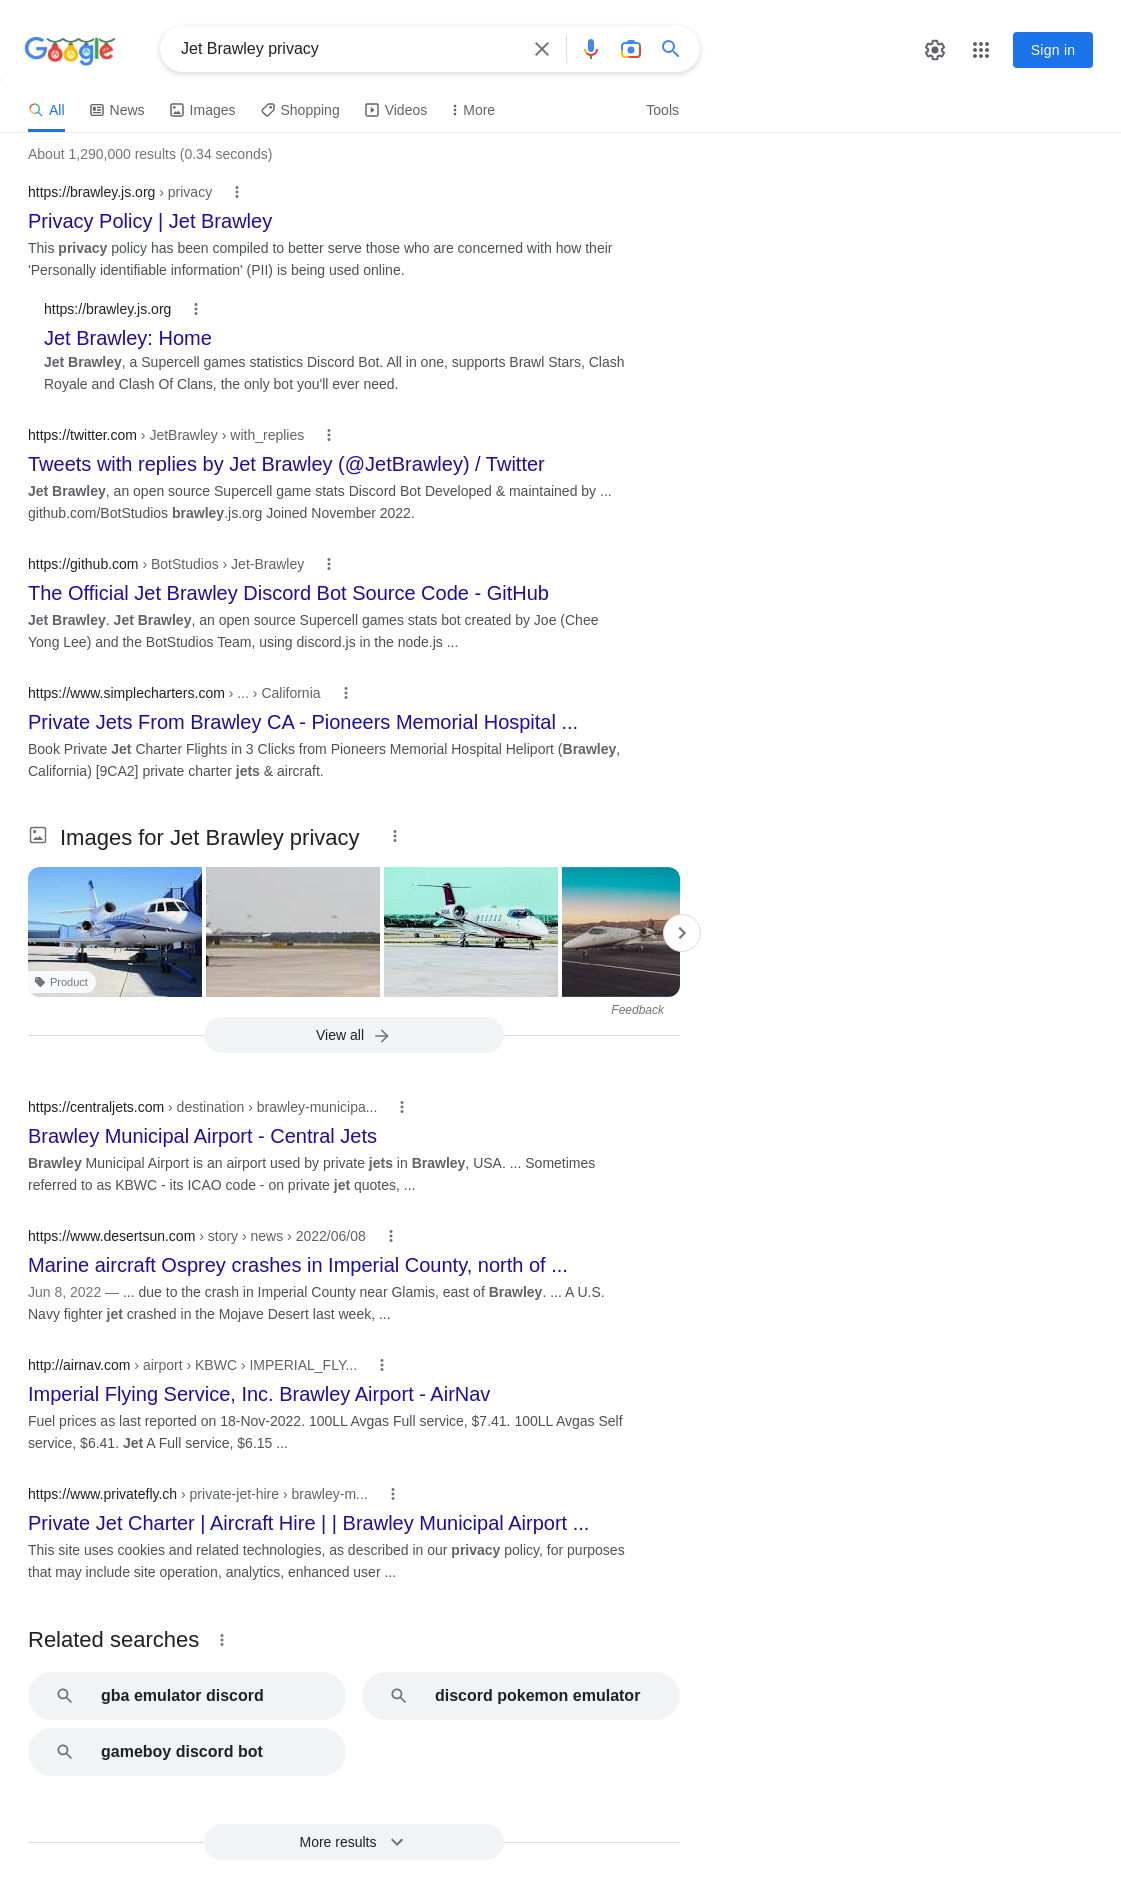 Google
Jet Brawley privacy
Sign in
All News Images Shopping Videos More Tools
About 1,290,000 results (0.34 seconds)
https://brawley.js.org › privacy
Privacy Policy | Jet Brawley
This privacy policy has been compiled to better serve those who are concerned with how their
'Personally identifiable information' (PII) is being used online.
https://brawley.js.org
Jet Brawley: Home
Jet Brawley, a Supercell games statistics Discord Bot. All in one, supports Brawl Stars, Clash
Royale and Clash Of Clans, the only bot you'll ever need.
https://twitter.com › JetBrawley › with_replies
Tweets with replies by Jet Brawley (@JetBrawley) / Twitter
Jet Brawley, an open source Supercell game stats Discord Bot Developed & maintained by ...
github.com/BotStudios brawley.js.org Joined November 2022.
https://github.com › BotStudios › Jet-Brawley
The Official Jet Brawley Discord Bot Source Code - GitHub
Jet Brawley. Jet Brawley, an open source Supercell games stats bot created by Joe (Chee
Yong Lee) and the BotStudios Team, using discord.js in the node.js ...
https://www.simplecharters.com › ... › California
Private Jets From Brawley CA - Pioneers Memorial Hospital ...
Book Private Jet Charter Flights in 3 Clicks from Pioneers Memorial Hospital Heliport (Brawley,
California) [9CA2] private charter jets & aircraft.
Images for Jet Brawley privacy
Product
Feedback
View all
https://centraljets.com › destination › brawley-municipa...
Brawley Municipal Airport - Central Jets
Brawley Municipal Airport is an airport used by private jets in Brawley, USA. ... Sometimes
referred to as KBWC - its ICAO code - on private jet quotes, ...
https://www.desertsun.com › story › news › 2022/06/08
Marine aircraft Osprey crashes in Imperial County, north of ...
Jun 8, 2022 — ... due to the crash in Imperial County near Glamis, east of Brawley. ... A U.S.
Navy fighter jet crashed in the Mojave Desert last week, ...
http://airnav.com › airport › KBWC › IMPERIAL_FLY...
Imperial Flying Service, Inc. Brawley Airport - AirNav
Fuel prices as last reported on 18-Nov-2022. 100LL Avgas Full service, $7.41. 100LL Avgas Self
service, $6.41. Jet A Full service, $6.15 ...
https://www.privatefly.ch › private-jet-hire › brawley-m...
Private Jet Charter | Aircraft Hire | | Brawley Municipal Airport ...
This site uses cookies and related technologies, as described in our privacy policy, for purposes
that may include site operation, analytics, enhanced user ...
Related searches
gba emulator discord
discord pokemon emulator
gameboy discord bot
More results